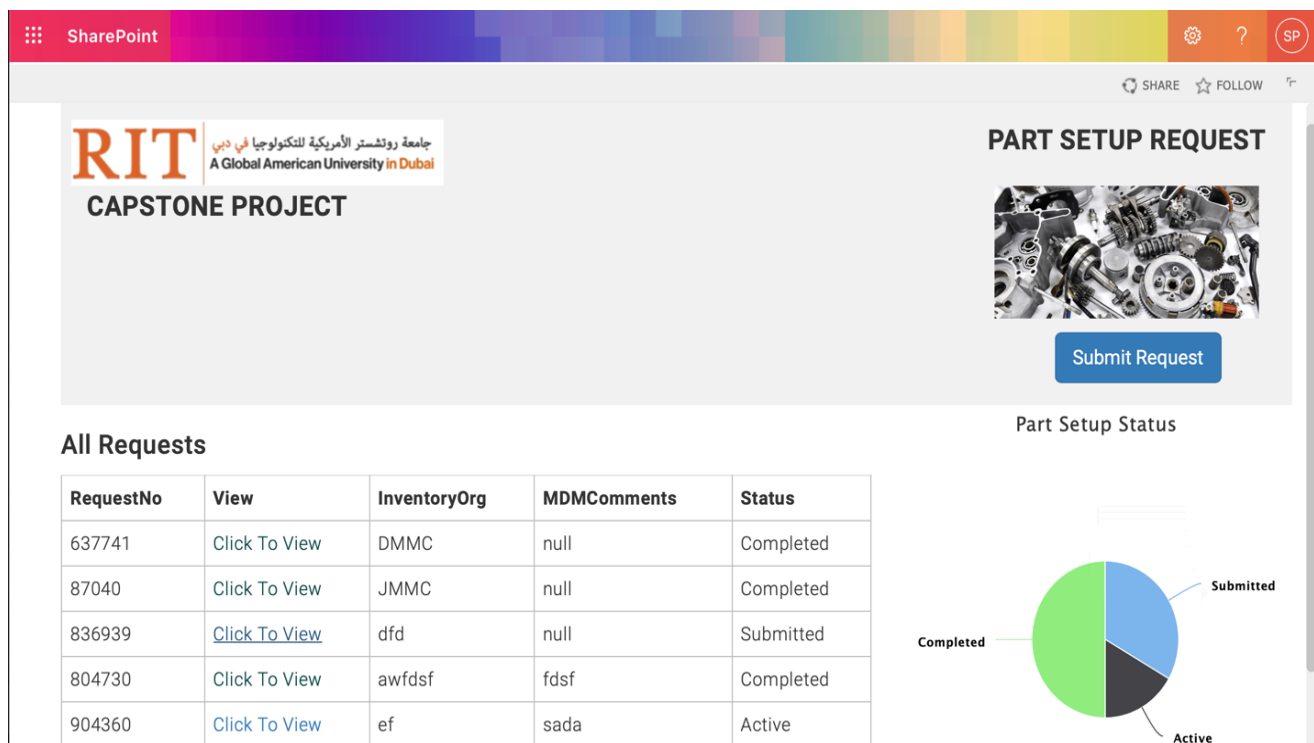 SharePoint
SP
SHARE
FOLLOW
RIT
جامعة روتشستر الأمريكية للتكنولوجيا في دبي
A Global American University in Dubai
CAPSTONE PROJECT
PART SETUP REQUEST
Submit Request
All Requests
RequestNo View InventoryOrg MDMComments Status
637741 Click To View DMMC null Completed
87040 Click To View JMMC null Completed
836939 Click To View dfd null Submitted
804730 Click To View awfdsf fdsf Completed
904360 Click To View ef sada Active
Part Setup Status
Submitted
Completed
Active